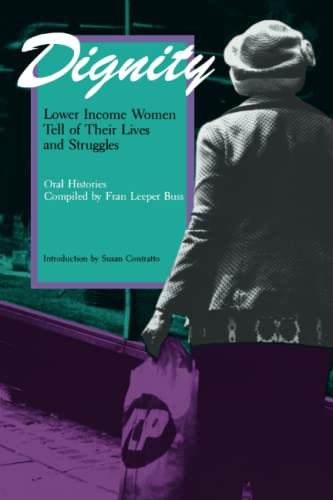 Dignity
Lower Income Women
Tell of Their Lives
and Struggles
Oral Histories
Compiled by Fran Leeper Buss
Introduction by Susan Contratto